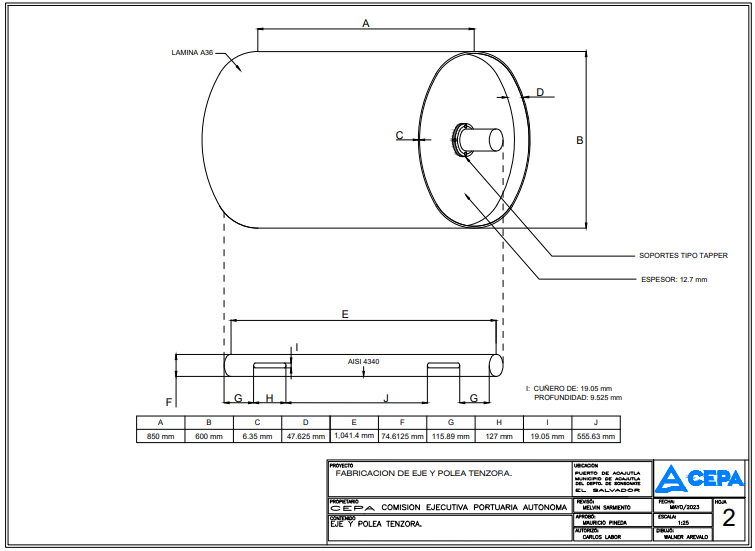 A
LAMINA A36
D
C
B
SOPORTES TIPO TAPPER
ESPESOR: 12.7 mm
E
I
AISI 4340
F
G
H
J
G
I: CUÑERO DE: 19.05 mm
PROFUNDIDAD: 9.525 mm
A B C D E F G H I J
850 mm 600 mm 6.35 mm 47.625 mm 1,041.4 mm 74.6125 mm 115.89 mm 127 mm 19.05 mm 555.63 mm
PROYECTO
FABRICACION DE EJE Y POLEA TENZORA.
UBICACIÓN
PUERTO DE ACAJUTLA
MUNICIPIO DE ACAJUTLA
DEL DEPTO. DE SONSONATE
EL SALVADOR
CEPA
PROPIETARIO
CEPA COMISION EJECUTIVA PORTUARIA AUTONOMA
REVISÓ:
MELVIN SARMIENTO
FECHA:
MAYO/2023
HOJA
2
CONTENIDO
EJE Y POLEA TENZORA.
APROBÓ:
MAURICIO PINEDA
ESCALA:
1:25
AUTORIZO:
CARLOS LABOR
DIBUJO:
WALNER AREVALO